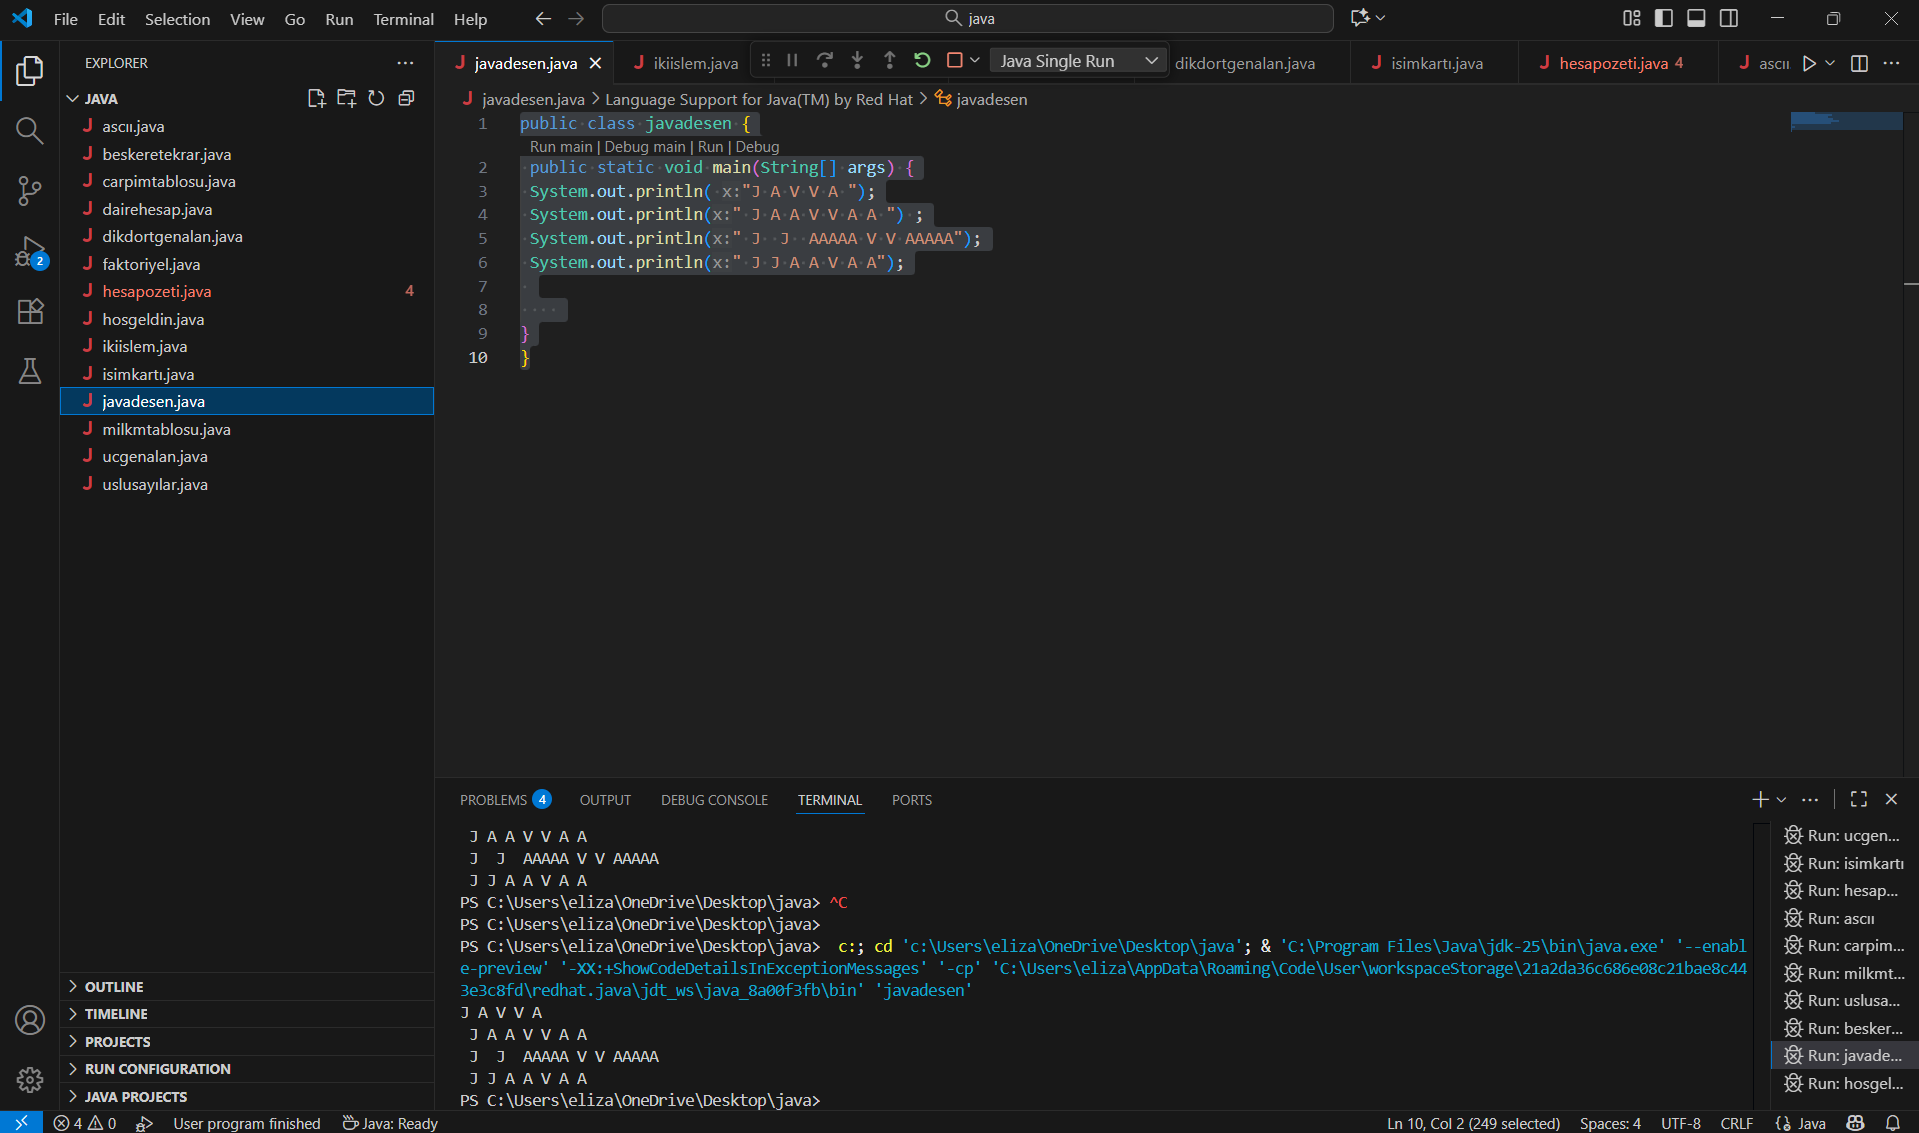 File Edit Selection View Go Run Terminal Help
java
EXPLORER
JAVA
ascıı.java
beskeretekrar.java
carpimtablosu.java
dairehesap.java
dikdortgenalan.java
faktoriyel.java
hesapozeti.java 4
hosgeldin.java
ikiislem.java
isimkartı.java
javadesen.java
milkmtablosu.java
ucgenalan.java
uslusayılar.java
2
OUTLINE
TIMELINE
PROJECTS
RUN CONFIGURATION
JAVA PROJECTS
javadesen.java ikiislem.java Java Single Run dikdortgenalan.java isimkartı.java hesapozeti.java 4 ascıı
javadesen.java > Language Support for Java(TM) by Red Hat > javadesen
1 public class javadesen {
Run main | Debug main | Run | Debug
2 public static void main(String[] args) {
3 System.out.println( x:"J A V V A ");
4 System.out.println(x:" J A A V V A A ") ;
5 System.out.println(x:" J  J  AAAAA V V AAAAA");
6 System.out.println(x:" J J A A V A A");
7
8
9 }
10 }
PROBLEMS 4 OUTPUT DEBUG CONSOLE TERMINAL PORTS
J A A V V A A
J  J  AAAAA V V AAAAA
J J A A V A A
PS C:\Users\eliza\OneDrive\Desktop\java> ^C
PS C:\Users\eliza\OneDrive\Desktop\java>
PS C:\Users\eliza\OneDrive\Desktop\java>  c:; cd 'c:\Users\eliza\OneDrive\Desktop\java'; & 'C:\Program Files\Java\jdk-25\bin\java.exe' '--enabl
e-preview' '-XX:+ShowCodeDetailsInExceptionMessages' '-cp' 'C:\Users\eliza\AppData\Roaming\Code\User\workspaceStorage\21a2da36c686e08c21bae8c44
3e3c8fd\redhat.java\jdt_ws\java_8a00f3fb\bin' 'javadesen'
J A V V A
J A A V V A A
J  J  AAAAA V V AAAAA
J J A A V A A
PS C:\Users\eliza\OneDrive\Desktop\java>
Run: ucgen...
Run: isimkartı
Run: hesap...
Run: ascıı
Run: carpim...
Run: milkmt...
Run: uslusa...
Run: besker...
Run: javade...
Run: hosgel...
4 0 User program finished Java: Ready Ln 10, Col 2 (249 selected) Spaces: 4 UTF-8 CRLF Java